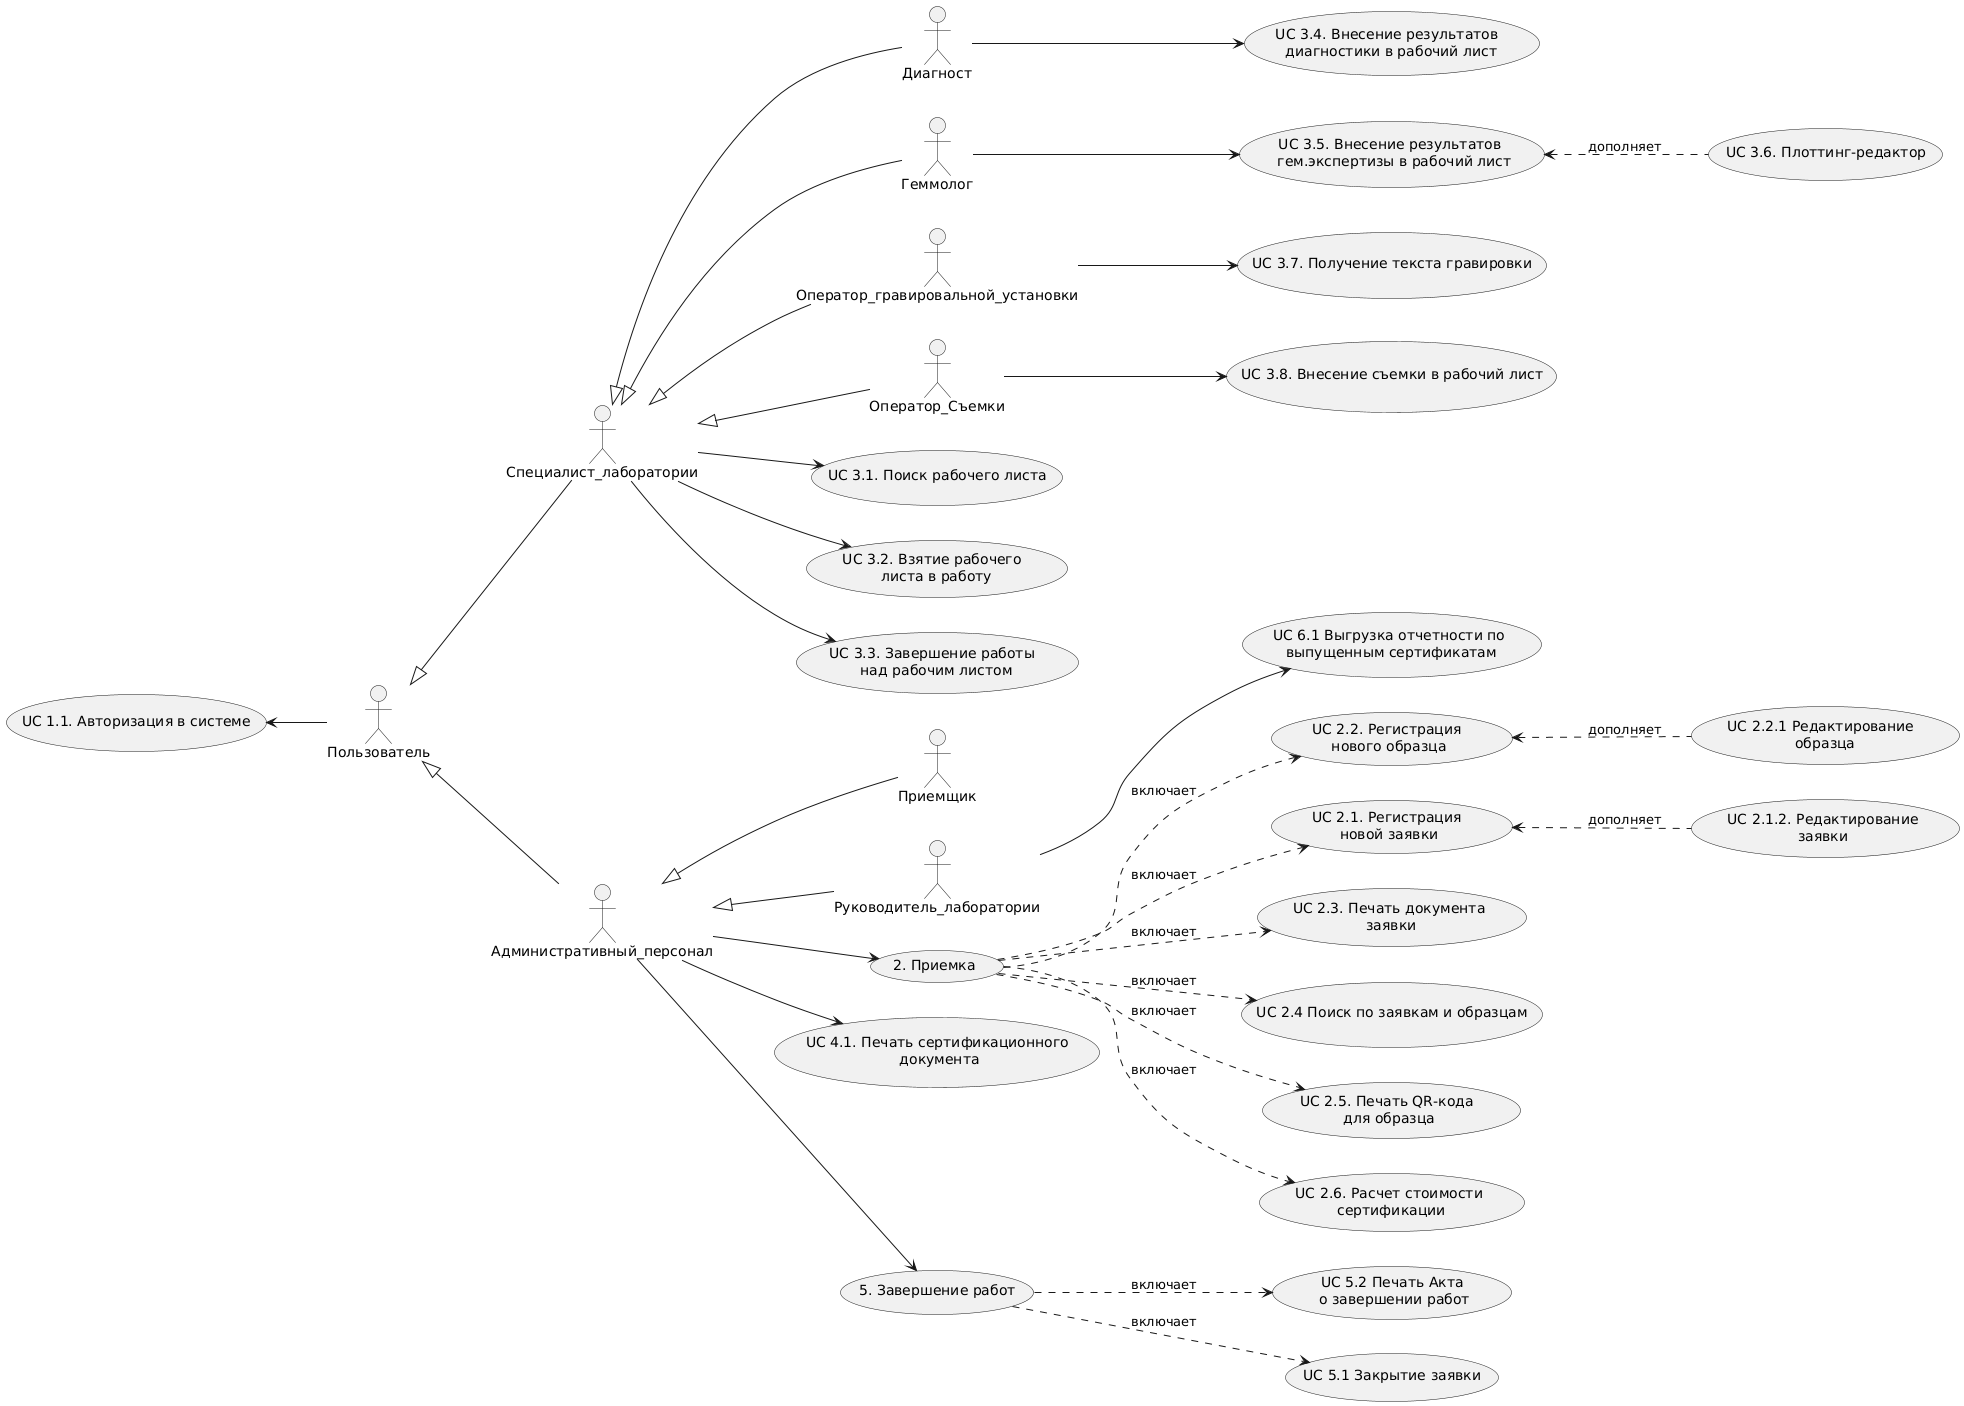 UC 3.4. Внесение результатов
диагностики в рабочий лист
Диагност
UC 3.5. Внесение результатов
гем.экспертизы в рабочий лист
дополняет
UC 3.6. Плоттинг-редактор
Геммолог
UC 3.7. Получение текста гравировки
Оператор_гравировальной_установки
UC 3.8. Внесение съемки в рабочий лист
Оператор_Съемки
Специалист_лаборатории
UC 3.1. Поиск рабочего листа
UC 3.2. Взятие рабочего
листа в работу
UC 3.3. Завершение работы
над рабочим листом
UC 6.1 Выгрузка отчетности по
выпущенным сертификатам
UC 1.1. Авторизация в системе
Пользователь
UC 2.2. Регистрация
нового образца
дополняет
UC 2.2.1 Редактирование
образца
Приемщик
включает
UC 2.1. Регистрация
новой заявки
дополняет
UC 2.1.2. Редактирование
заявки
включает
Руководитель_лаборатории
UC 2.3. Печать документа
заявки
включает
Административный_персонал
2. Приемка
включает
UC 2.4 Поиск по заявкам и образцам
включает
UC 4.1. Печать сертификационного
документа
включает
UC 2.5. Печать QR-кода
для образца
UC 2.6. Расчет стоимости
сертификации
5. Завершение работ
включает
UC 5.2 Печать Акта
о завершении работ
включает
UC 5.1 Закрытие заявки